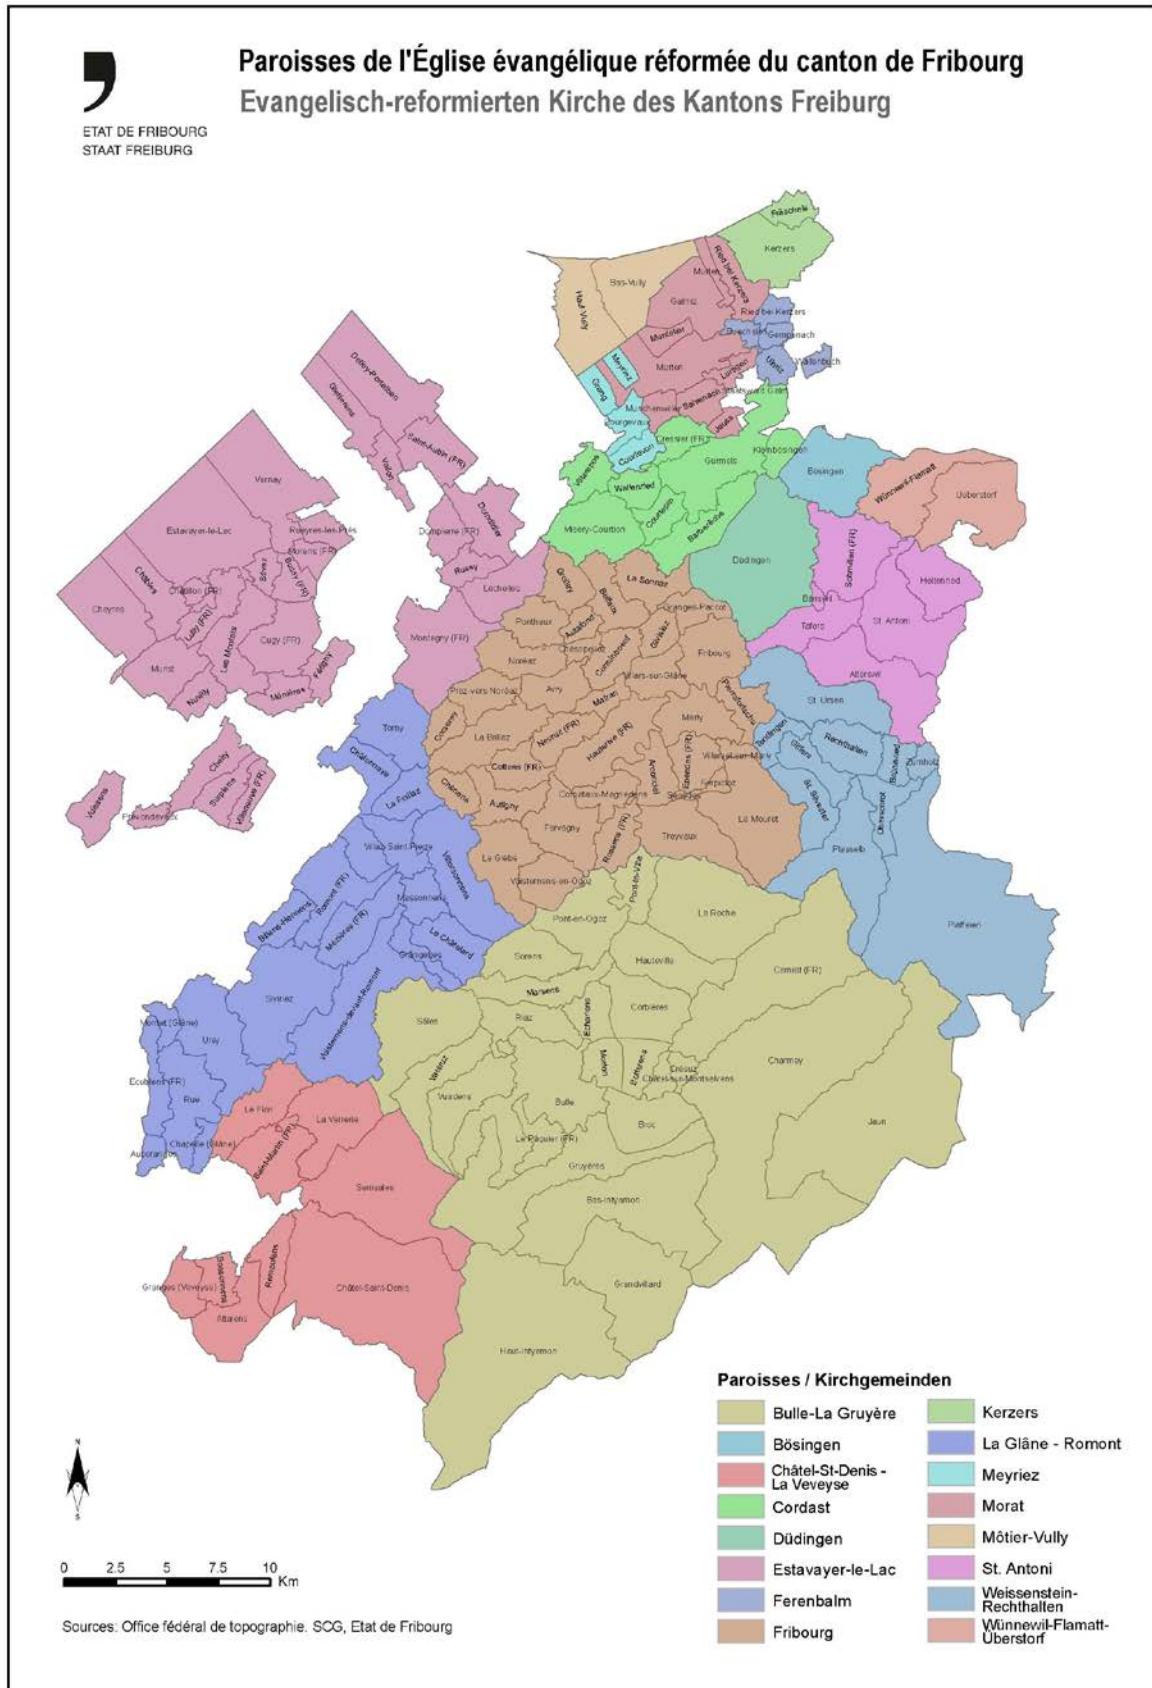 Paroisses de l'Église évangélique réformée du canton de Fribourg
Evangelisch-reformierten Kirche des Kantons Freiburg
ETAT DE FRIBOURG
STAAT FREIBURG
Fräschels
Kerzers
Ried bei Kerzers
Murten
Bas-Vully
Haut-Vully
Galmiz
Ried bei Kerzers
Gempenach
Muntelier
Ulmiz
Wallenbuch
Meyriez
Murten
Lurtigen
Greng
Salvenach
Staatswald Galm
Münchenwiler
Jeuss
Courgevaux
Cressier (FR)
Courlevon
Gurmels
Kleinbösingen
Villarepos
Wallenried
Courtepin
Misery-Courtion
Barberêche
Bösingen
Wünnewil-Flamatt
Ueberstorf
Delley-Portalban
Gletterens
Saint-Aubin (FR)
Vallon
Vernay
Estavayer-le-Lac
Rueyres-les-Prés
Morens (FR)
Domdidier
Dompierre (FR)
Russy
Léchelles
Sévaz
Bussy (FR)
Châbles
Châtillon (FR)
Cheyres
Lully (FR)
Cugy (FR)
Les Montets
Murist
Nuvilly
Ménières
Fétigny
Montagny (FR)
Düdingen
Schmitten (FR)
Heitenried
St. Antoni
Tafers
Alterswil
Grolley
La Sonnaz
Belfaux
Granges-Paccot
Ponthaux
Autafond
Chésopelloz
Corminboeuf
Givisiez
Fribourg
Noréaz
Avry
Villars-sur-Glâne
Prez-vers-Noréaz
Matran
Pierrafortscha
Corserey
La Brillaz
Neyruz (FR)
Hauterive (FR)
Marly
Villarsel-sur-Marly
Cottens (FR)
Arconciel
Ependes (FR)
Ferpicloz
Chénens
Autigny
Corpataux-Magnedens
Senèdes
Le Mouret
Farvagny
Rossens (FR)
Treyvaux
Le Glèbe
Vuisternens-en-Ogoz
St. Ursen
Tentlingen
Rechthalten
Giffers
Brünisried
Zumholz
St. Silvester
Oberschrot
Plasselb
Plaffeien
Cheiry
Surpierre
Villeneuve (FR)
Vuissens
Prévondavaux
Torny
Châtonnaye
La Folliaz
Villaz-Saint-Pierre
Villorsonnens
Romont (FR)
Billens-Hennens
Mézières (FR)
Massonnens
Le Châtelard
Grangettes
Siviriez
Vuisternens-devant-Romont
Montet (Glâne)
Ursy
Ecublens (FR)
Rue
Auboranges
Chapelle (Glâne)
Pont-en-Ogoz
Pont-la-Ville
La Roche
Sorens
Hauteville
Cerniat (FR)
Marsens
Riaz
Echarlens
Corbières
Sâles
Vaulruz
Morlon
Botterens
Crésuz
Châtel-sur-Montsalvens
Charmey
Vuadens
Bulle
Jaun
Broc
Le Pâquier (FR)
Gruyères
Bas-Intyamon
Grandvillard
Haut-Intyamon
Le Flon
La Verrerie
Saint-Martin (FR)
Semsales
Remaufens
Bossonnens
Granges (Veveyse)
Attalens
Châtel-Saint-Denis
Paroisses / Kirchgemeinden
Bulle-La Gruyère
Bösingen
Châtel-St-Denis -
La Veveyse
Cordast
Düdingen
Estavayer-le-Lac
Ferenbalm
Fribourg
Kerzers
La Glâne - Romont
Meyriez
Morat
Môtier-Vully
St. Antoni
Weissenstein-
Rechthalten
Wünnewil-Flamatt-
Überstorf
N
S
0 2.5 5 7.5 10
Km
Sources: Office fédéral de topographie. SCG, Etat de Fribourg